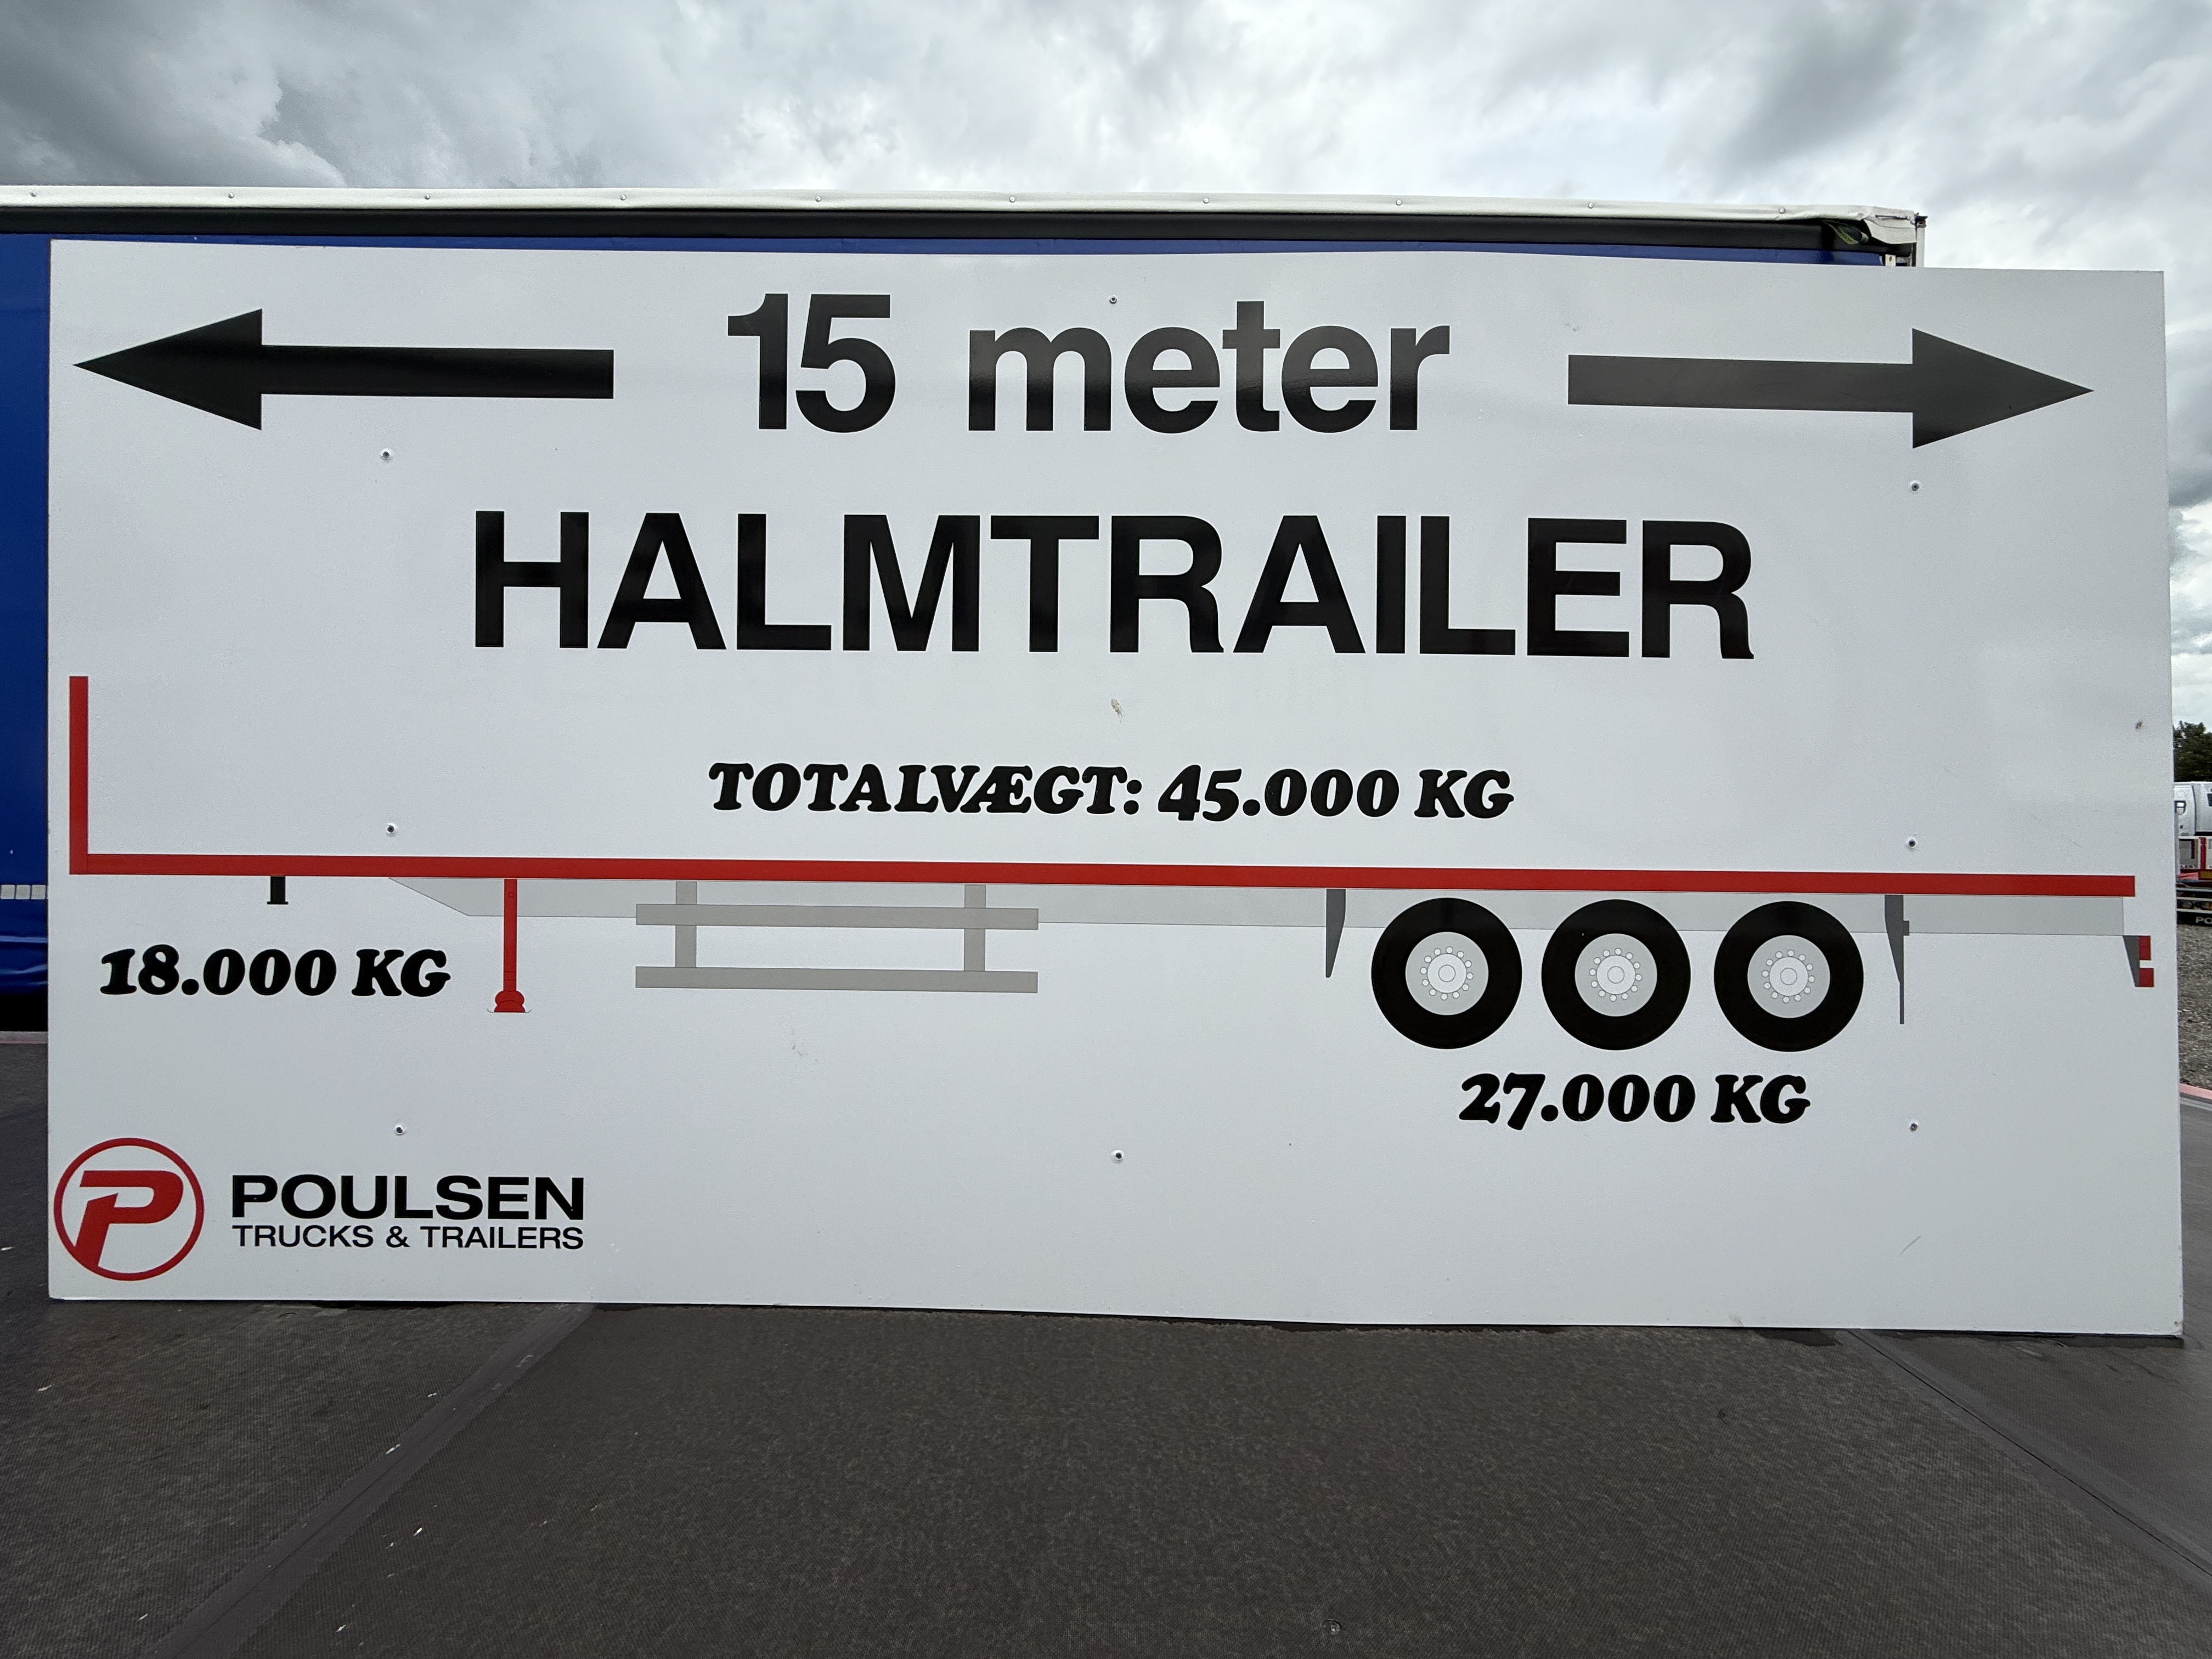 15 meter
HALMTRAILER
TOTALVÆGT: 45.000 KG
18.000 KG
27.000 KG
P
POULSEN
TRUCKS & TRAILERS